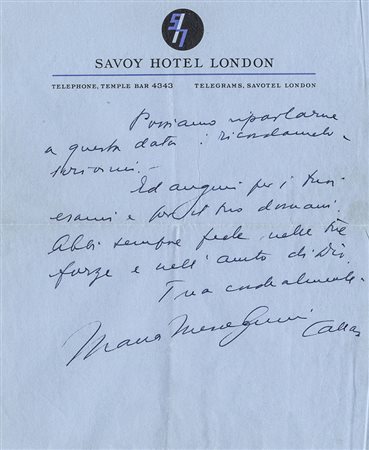 SAVOY HOTEL LONDON
TELEPHONE, TEMPLE BAR 4343 TELEGRAMS, SAVOTEL LONDON
Possiamo riparlarne
a questa data : ricordamelo -
scrivimi -
Ed auguri per i tuoi
esami e per il tuo domani.
Abbi sempre fede nelle tue
forze e nell'aiuto di Dio.
Tua cordialmente -
Maria Meneghini Callas